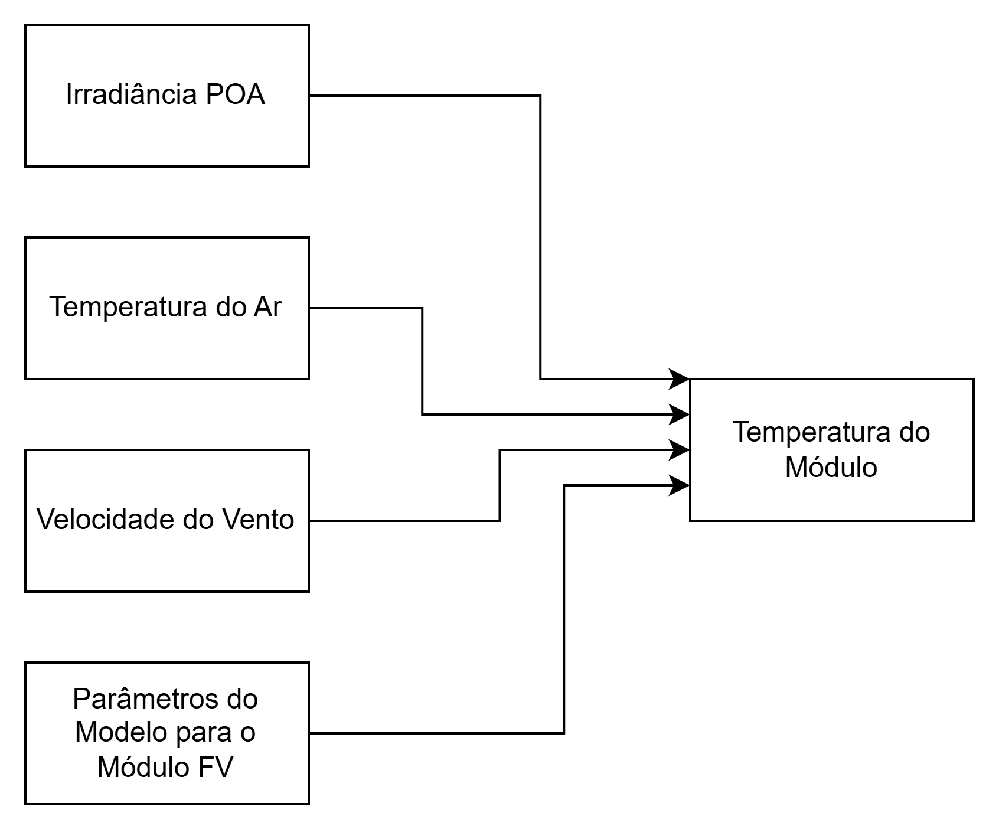 Irradiância POA
Temperatura do Ar
Velocidade do Vento
Parâmetros do
Modelo para o
Módulo FV
Temperatura do
Módulo